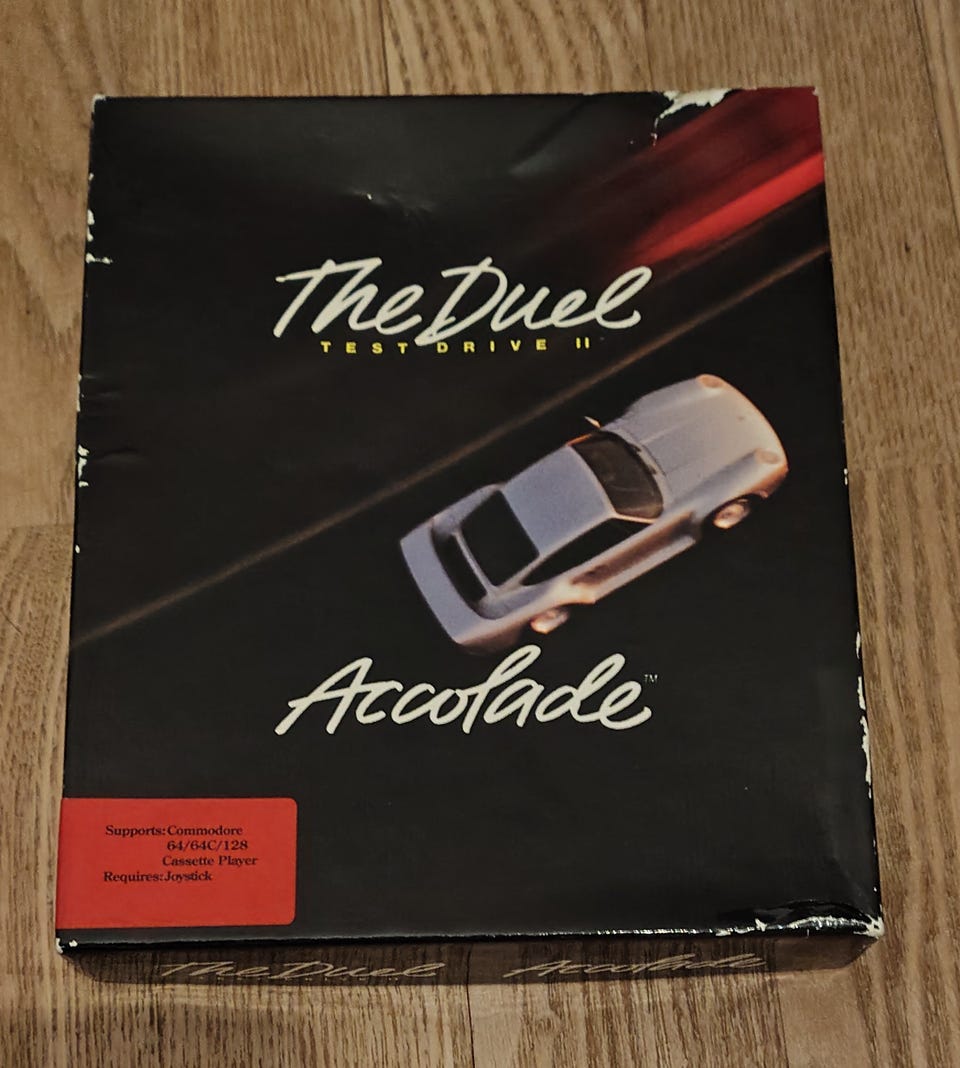 The Duel
TEST DRIVE II
Accolade™
Supports: Commodore
64/64C/128
Cassette Player
Requires: Joystick
The Duel Accolade